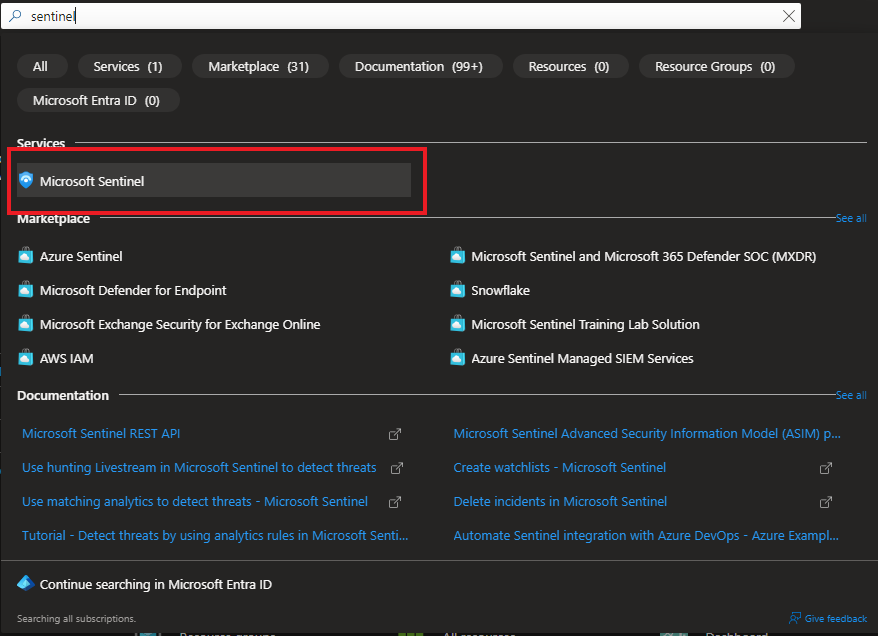 sentinel
All
Services (1)
Marketplace (31)
Documentation (99+)
Resources (0)
Resource Groups (0)
Microsoft Entra ID (0)
Services
Microsoft Sentinel
Marketplace
See all
Azure Sentinel
Microsoft Sentinel and Microsoft 365 Defender SOC (MXDR)
Microsoft Defender for Endpoint
Snowflake
Microsoft Exchange Security for Exchange Online
Microsoft Sentinel Training Lab Solution
AWS IAM
Azure Sentinel Managed SIEM Services
Documentation
See all
Microsoft Sentinel REST API
Microsoft Sentinel Advanced Security Information Model (ASIM) p...
Use hunting Livestream in Microsoft Sentinel to detect threats
Create watchlists - Microsoft Sentinel
Use matching analytics to detect threats - Microsoft Sentinel
Delete incidents in Microsoft Sentinel
Tutorial - Detect threats by using analytics rules in Microsoft Senti...
Automate Sentinel integration with Azure DevOps - Azure Exampl...
Continue searching in Microsoft Entra ID
Searching all subscriptions.
Give feedback
Resource groups
All resources
Dashboard